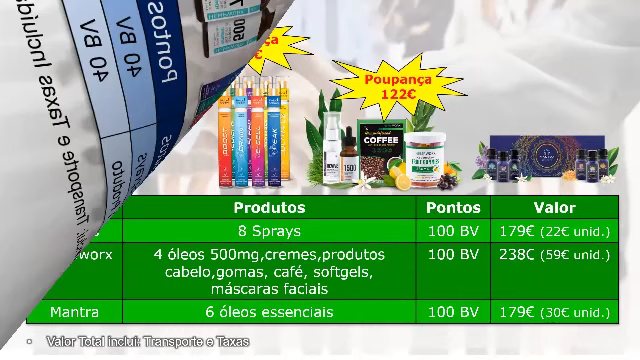 Poupança
122€
COFFEE
Produtos Pontos Valor
8 Sprays 100 BV 179€ (22€ unid.)
worx 4 óleos 500mg,cremes,produtos 100 BV 238€ (59€ unid.)
cabelo,gomas, café, softgels,
máscaras faciais
Mantra 6 óleos essenciais 100 BV 179€ (30€ unid.)
Valor Total inclui: Transporte e Taxas
Pontos
40 BV
40 BV
Transporte e Taxas Incluídos